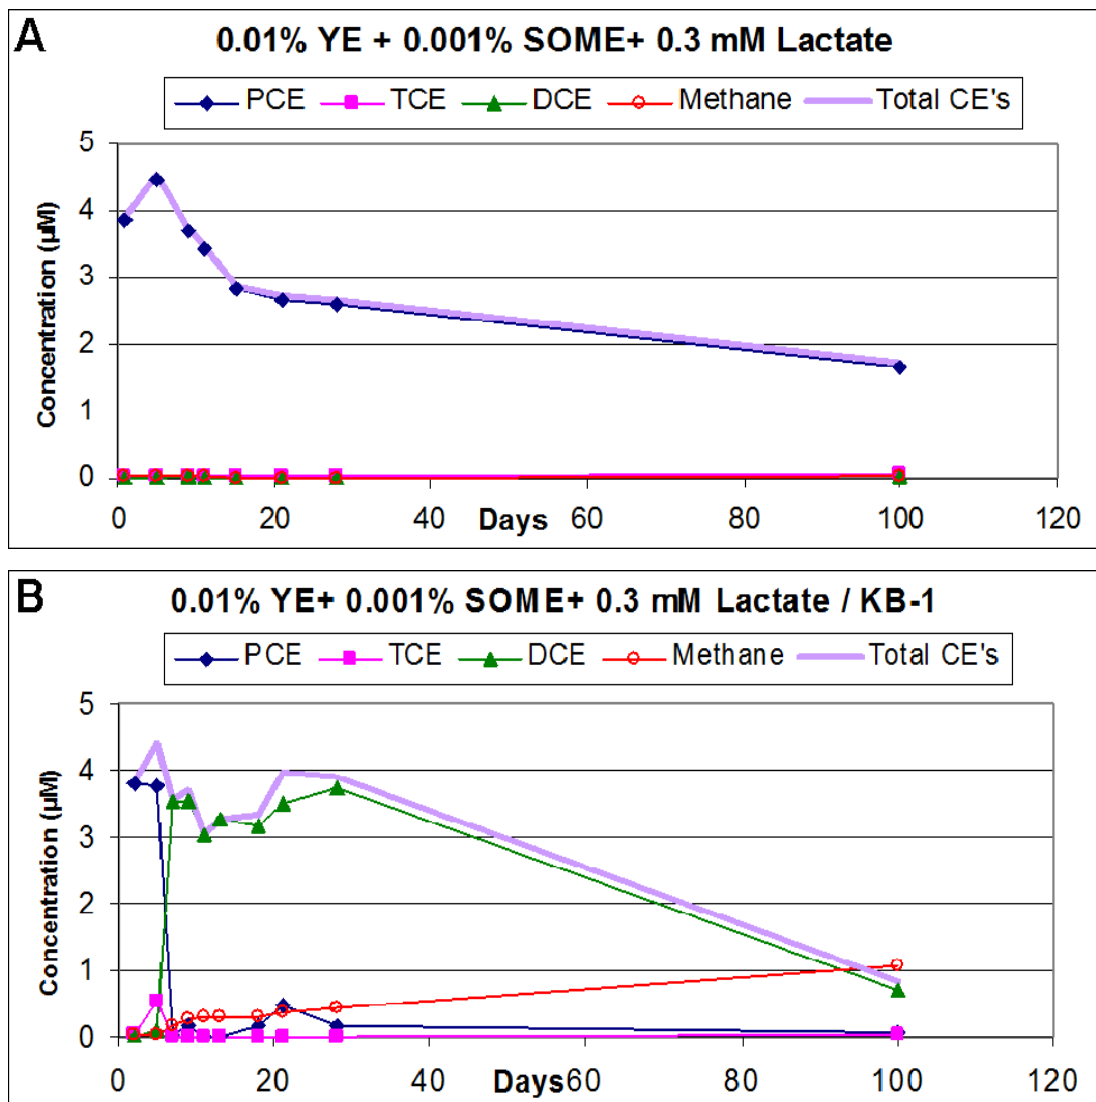 A
0.01% YE + 0.001% SOME+ 0.3 mM Lactate
PCE TCE DCE Methane Total CE's
Concentration (µM)
5
4
3
2
1
0
0 20 40 Days 60 80 100 120
B
0.01% YE+ 0.001% SOME+ 0.3 mM Lactate / KB-1
PCE TCE DCE Methane Total CE's
Concentration (µM)
5
4
3
2
1
0
0 20 40 Days 60 80 100 120